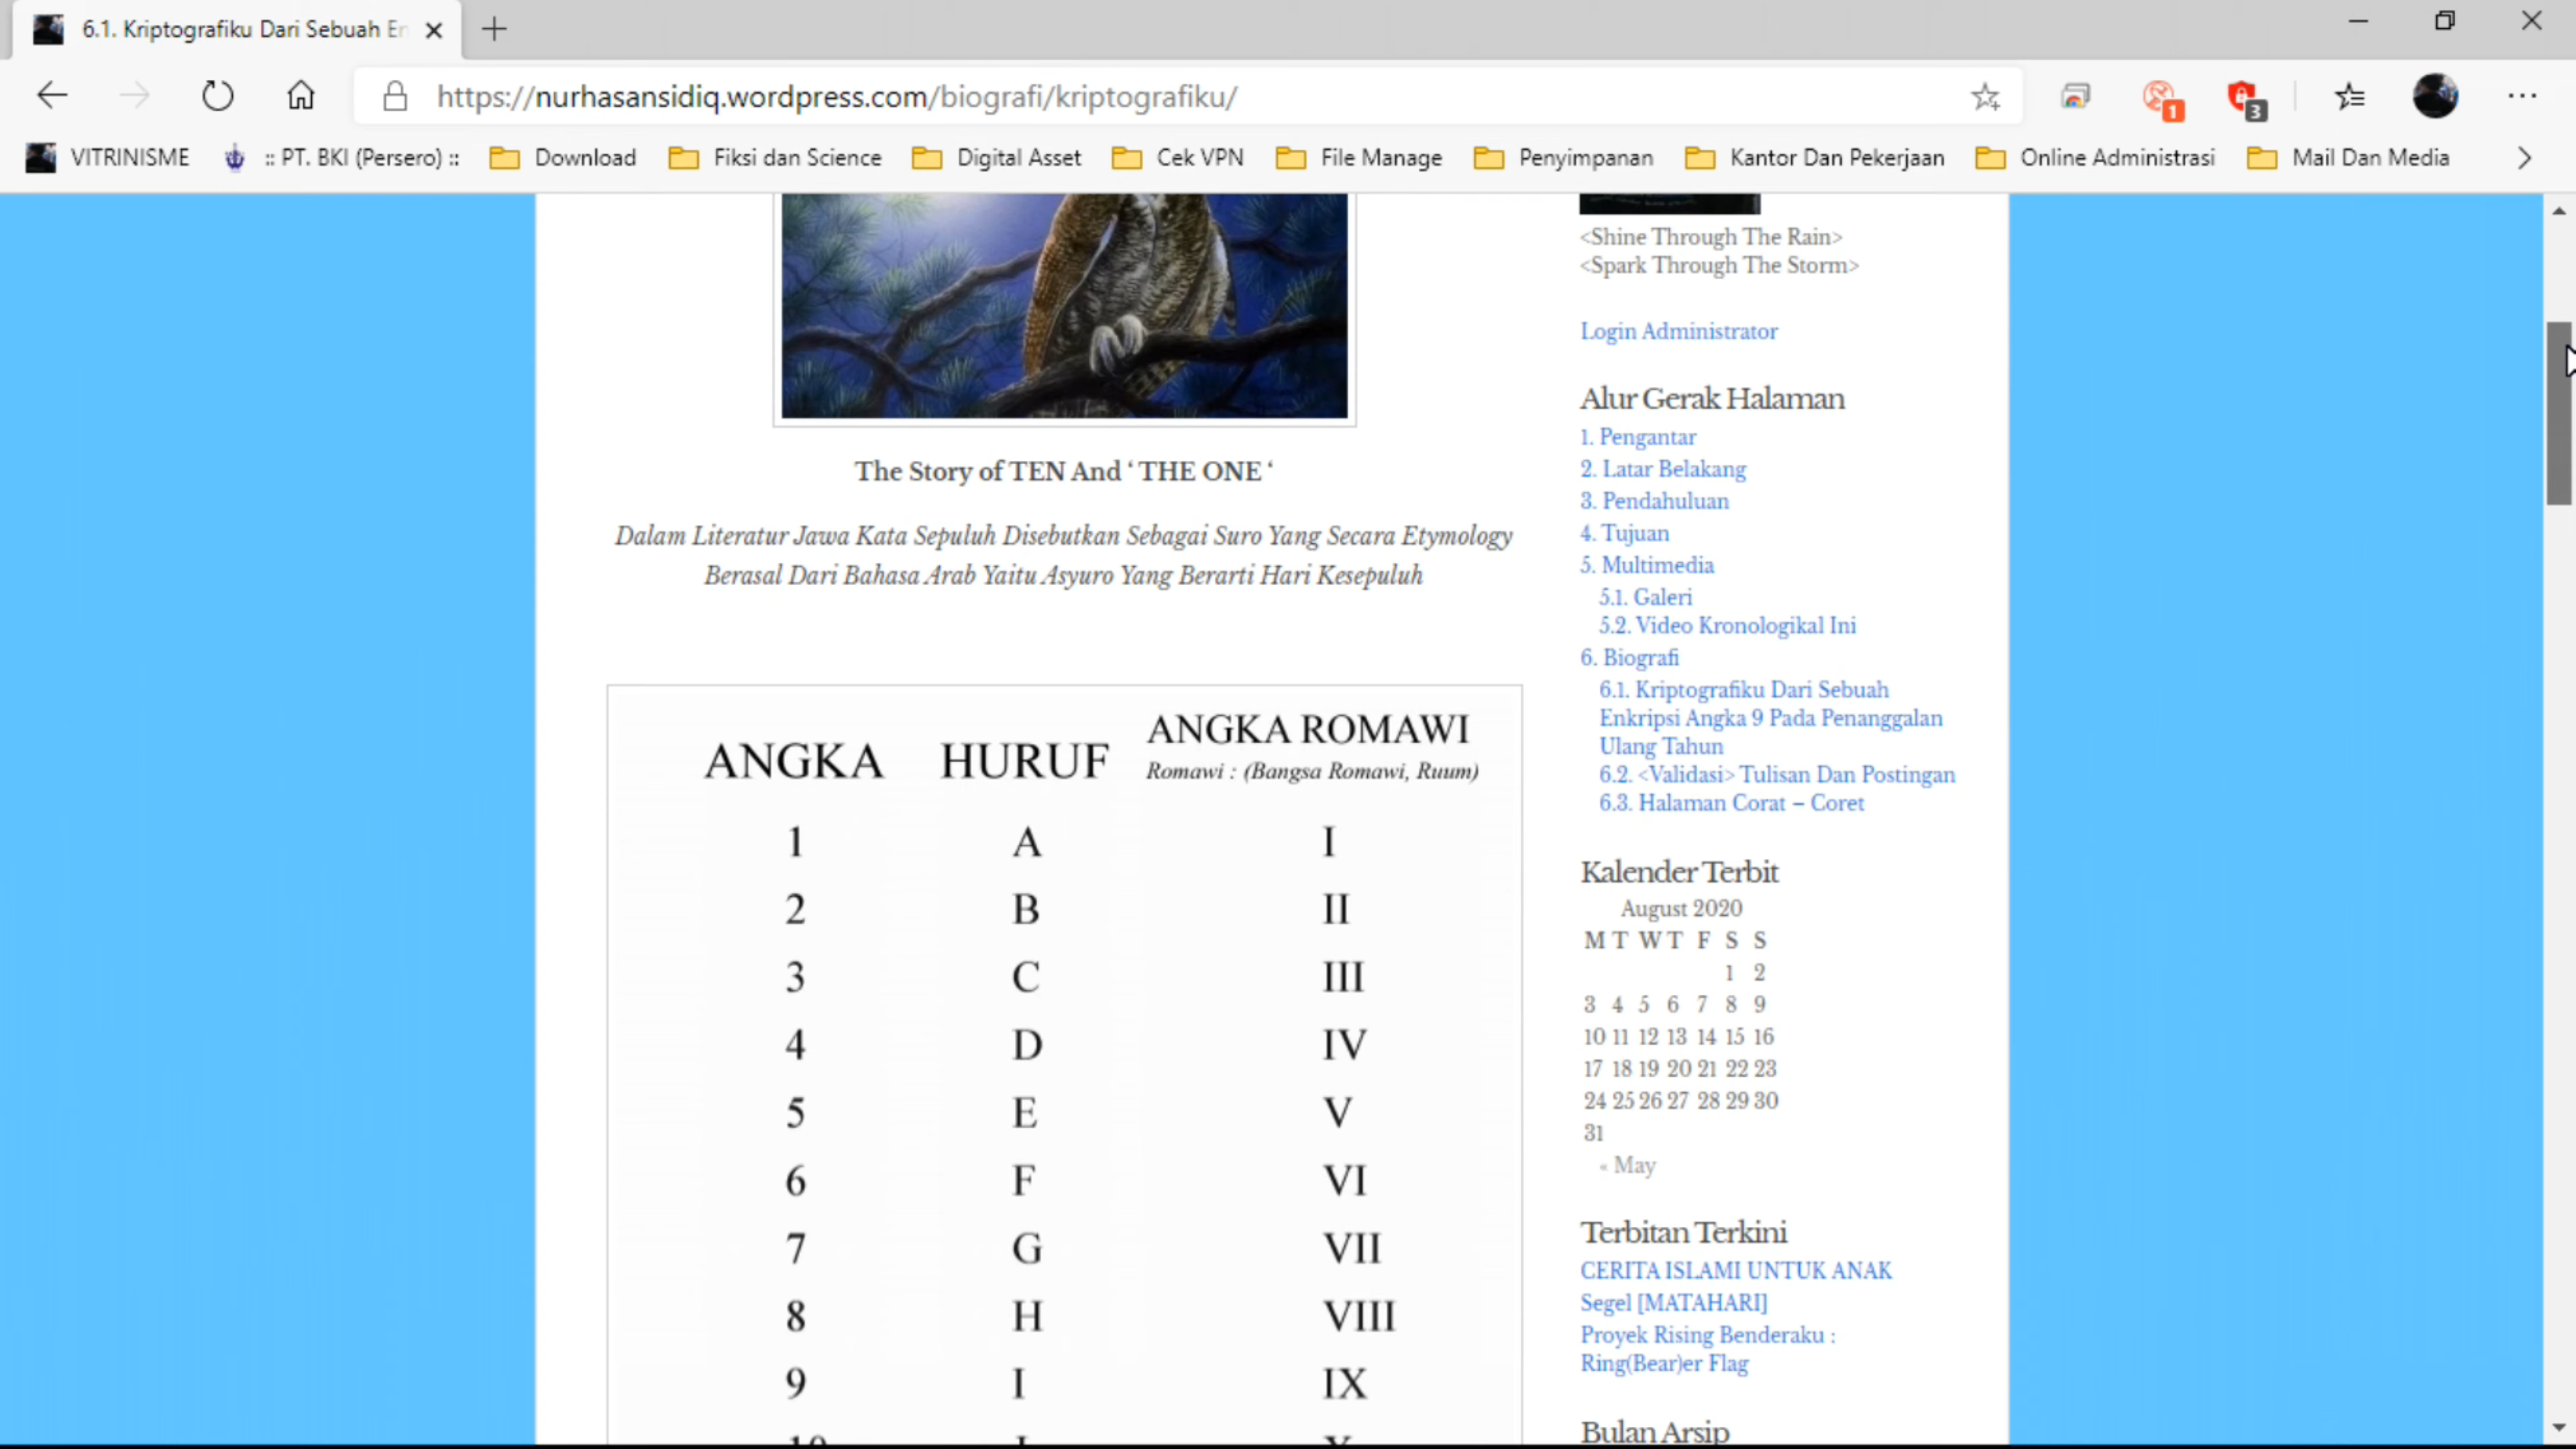 6.1. Kriptografiku Dari Sebuah En
https://nurhasansidiq.wordpress.com/biografi/kriptografiku/
1
3
VITRINISME :: PT. BKI (Persero) :: Download Fiksi dan Science Digital Asset Cek VPN File Manage Penyimpanan Kantor Dan Pekerjaan Online Administrasi Mail Dan Media
The Story of TEN And ‘ THE ONE ‘
Dalam Literatur Jawa Kata Sepuluh Disebutkan Sebagai Suro Yang Secara Etymology
Berasal Dari Bahasa Arab Yaitu Asyuro Yang Berarti Hari Kesepuluh
ANGKA HURUF ANGKA ROMAWI
Romawi : (Bangsa Romawi, Ruum)
1 A I
2 B II
3 C III
4 D IV
5 E V
6 F VI
7 G VII
8 H VIII
9 I IX
<Shine Through The Rain>
<Spark Through The Storm>
Login Administrator
Alur Gerak Halaman
1. Pengantar
2. Latar Belakang
3. Pendahuluan
4. Tujuan
5. Multimedia
5.1. Galeri
5.2. Video Kronologikal Ini
6. Biografi
6.1. Kriptografiku Dari Sebuah
Enkripsi Angka 9 Pada Penanggalan
Ulang Tahun
6.2. <Validasi> Tulisan Dan Postingan
6.3. Halaman Corat – Coret
Kalender Terbit
August 2020
M T W T F S S
1 2
3 4 5 6 7 8 9
10 11 12 13 14 15 16
17 18 19 20 21 22 23
24 25 26 27 28 29 30
31
« May
Terbitan Terkini
CERITA ISLAMI UNTUK ANAK
Segel [MATAHARI]
Proyek Rising Benderaku :
Ring(Bear)er Flag
Bulan Arsip